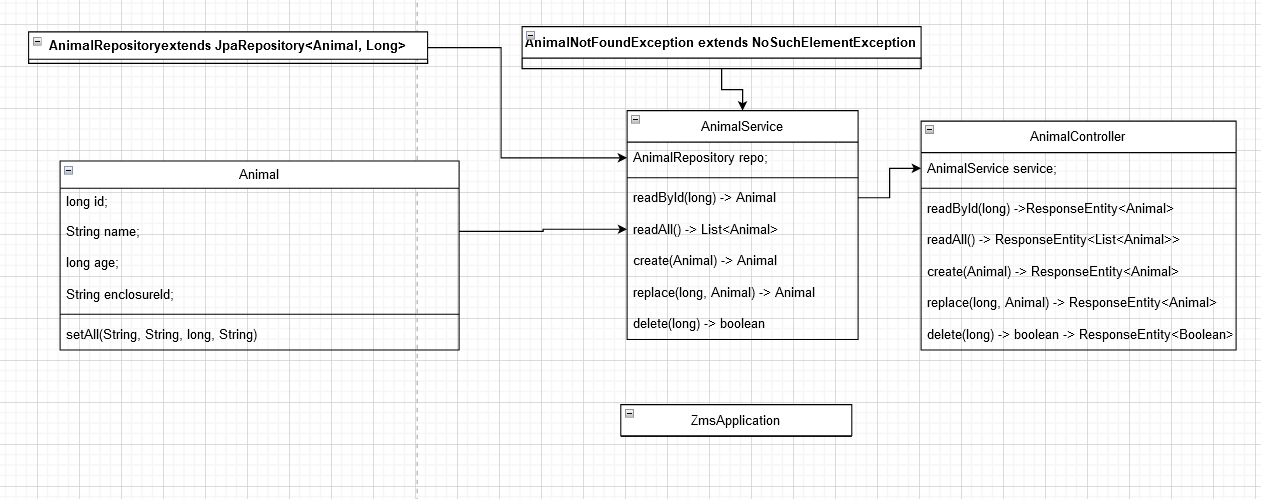 AnimalRepositoryextends JpaRepository<Animal, Long>
AnimalNotFoundException extends NoSuchElementException
AnimalService
AnimalRepository repo;
readById(long) -> Animal
readAll() -> List<Animal>
create(Animal) -> Animal
replace(long, Animal) -> Animal
delete(long) -> boolean
AnimalController
AnimalService service;
readById(long) ->ResponseEntity<Animal>
readAll() -> ResponseEntity<List<Animal>>
create(Animal) -> ResponseEntity<Animal>
replace(long, Animal) -> ResponseEntity<Animal>
delete(long) -> boolean -> ResponseEntity<Boolean>
Animal
long id;
String name;
long age;
String enclosureId;
setAll(String, String, long, String)
ZmsApplication